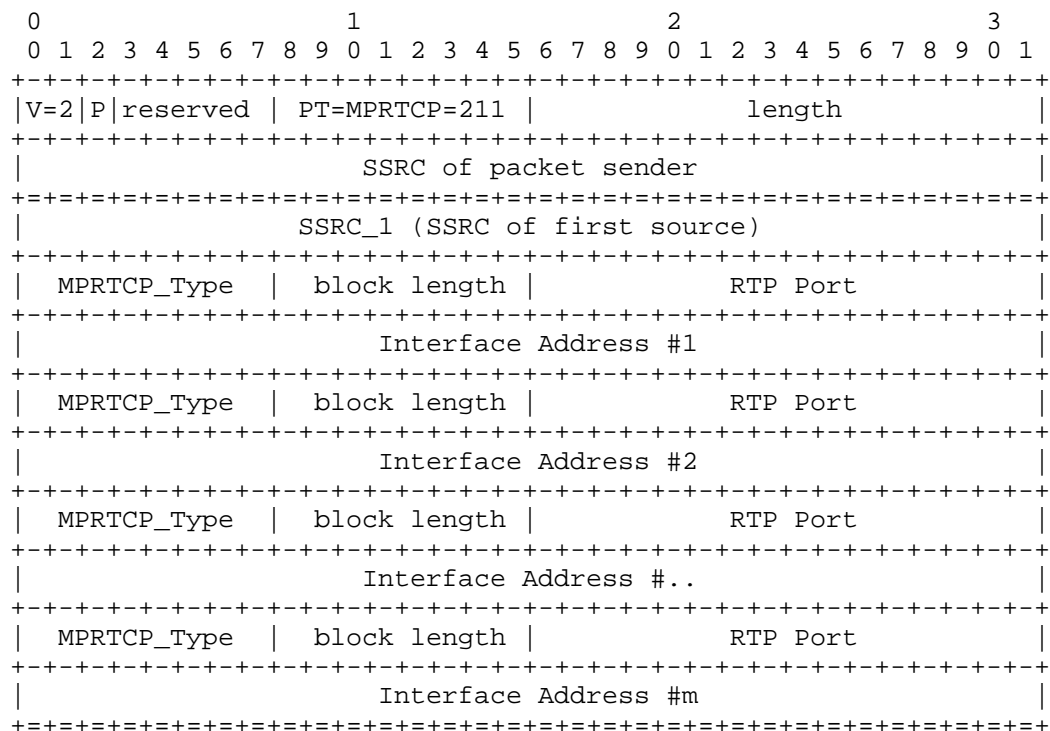 0                   1                   2                   3
 0 1 2 3 4 5 6 7 8 9 0 1 2 3 4 5 6 7 8 9 0 1 2 3 4 5 6 7 8 9 0 1
+-+-+-+-+-+-+-+-+-+-+-+-+-+-+-+-+-+-+-+-+-+-+-+-+-+-+-+-+-+-+-+-+
|V=2|P|reserved | PT=MPRTCP=211 |             length            |
+-+-+-+-+-+-+-+-+-+-+-+-+-+-+-+-+-+-+-+-+-+-+-+-+-+-+-+-+-+-+-+-+
|                     SSRC of packet sender                     |
+=+=+=+=+=+=+=+=+=+=+=+=+=+=+=+=+=+=+=+=+=+=+=+=+=+=+=+=+=+=+=+=+
|                 SSRC_1 (SSRC of first source)                 |
+-+-+-+-+-+-+-+-+-+-+-+-+-+-+-+-+-+-+-+-+-+-+-+-+-+-+-+-+-+-+-+-+
|  MPRTCP_Type  |  block length |            RTP Port           |
+-+-+-+-+-+-+-+-+-+-+-+-+-+-+-+-+-+-+-+-+-+-+-+-+-+-+-+-+-+-+-+-+
|                      Interface Address #1                     |
+-+-+-+-+-+-+-+-+-+-+-+-+-+-+-+-+-+-+-+-+-+-+-+-+-+-+-+-+-+-+-+-+
|  MPRTCP_Type  |  block length |            RTP Port           |
+-+-+-+-+-+-+-+-+-+-+-+-+-+-+-+-+-+-+-+-+-+-+-+-+-+-+-+-+-+-+-+-+
|                      Interface Address #2                     |
+-+-+-+-+-+-+-+-+-+-+-+-+-+-+-+-+-+-+-+-+-+-+-+-+-+-+-+-+-+-+-+-+
|  MPRTCP_Type  |  block length |            RTP Port           |
+-+-+-+-+-+-+-+-+-+-+-+-+-+-+-+-+-+-+-+-+-+-+-+-+-+-+-+-+-+-+-+-+
|                     Interface Address #..                     |
+-+-+-+-+-+-+-+-+-+-+-+-+-+-+-+-+-+-+-+-+-+-+-+-+-+-+-+-+-+-+-+-+
|  MPRTCP_Type  |  block length |            RTP Port           |
+-+-+-+-+-+-+-+-+-+-+-+-+-+-+-+-+-+-+-+-+-+-+-+-+-+-+-+-+-+-+-+-+
|                      Interface Address #m                     |
+=+=+=+=+=+=+=+=+=+=+=+=+=+=+=+=+=+=+=+=+=+=+=+=+=+=+=+=+=+=+=+=+